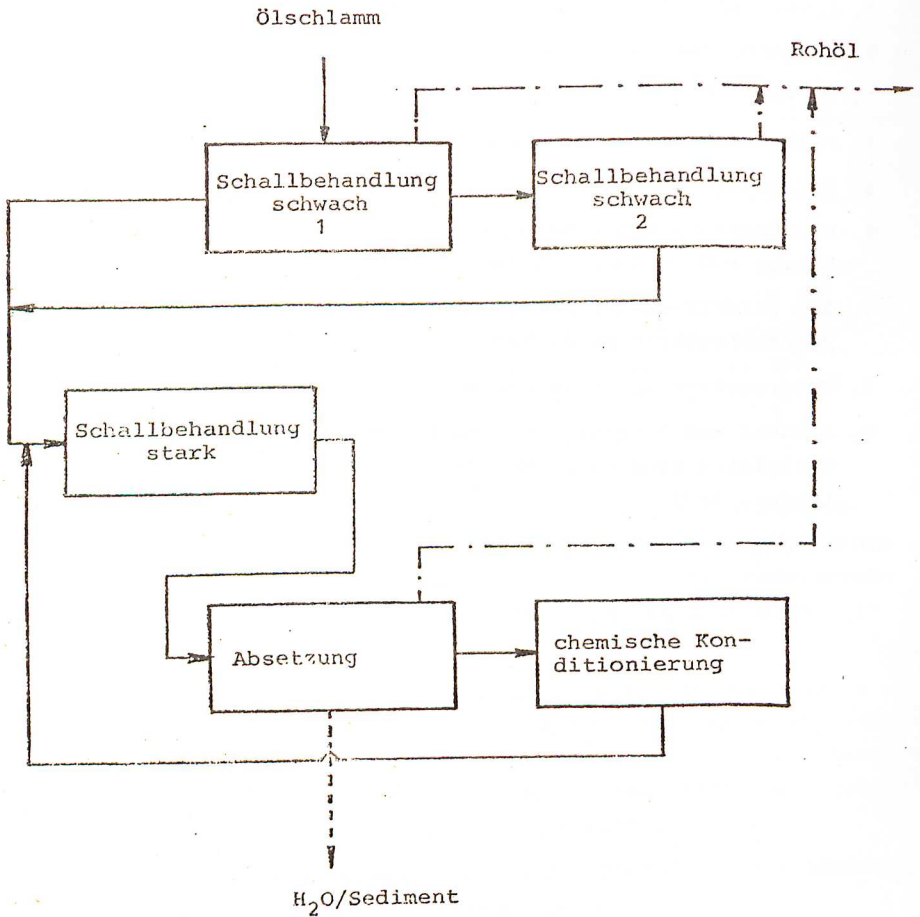 Ölschlamm
Rohöl
Schallbehandlung
schwach
1
Schallbehandlung
schwach
2
Schallbehandlung
stark
Absetzung
chemische Kon-
ditionierung
H₂O/Sediment